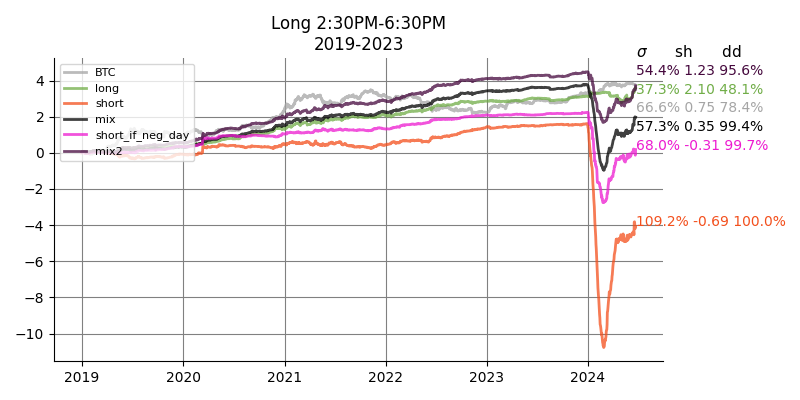 Long 2:30PM-6:30PM
2019-2023
σ sh dd
54.4% 1.23 95.6%
37.3% 2.10 48.1%
66.6% 0.75 78.4%
57.3% 0.35 99.4%
68.0% -0.31 99.7%
109.2% -0.69 100.0%
BTC
long
short
mix
short_if_neg_day
mix2
4
2
0
−2
−4
−6
−8
−10
2019 2020 2021 2022 2023 2024